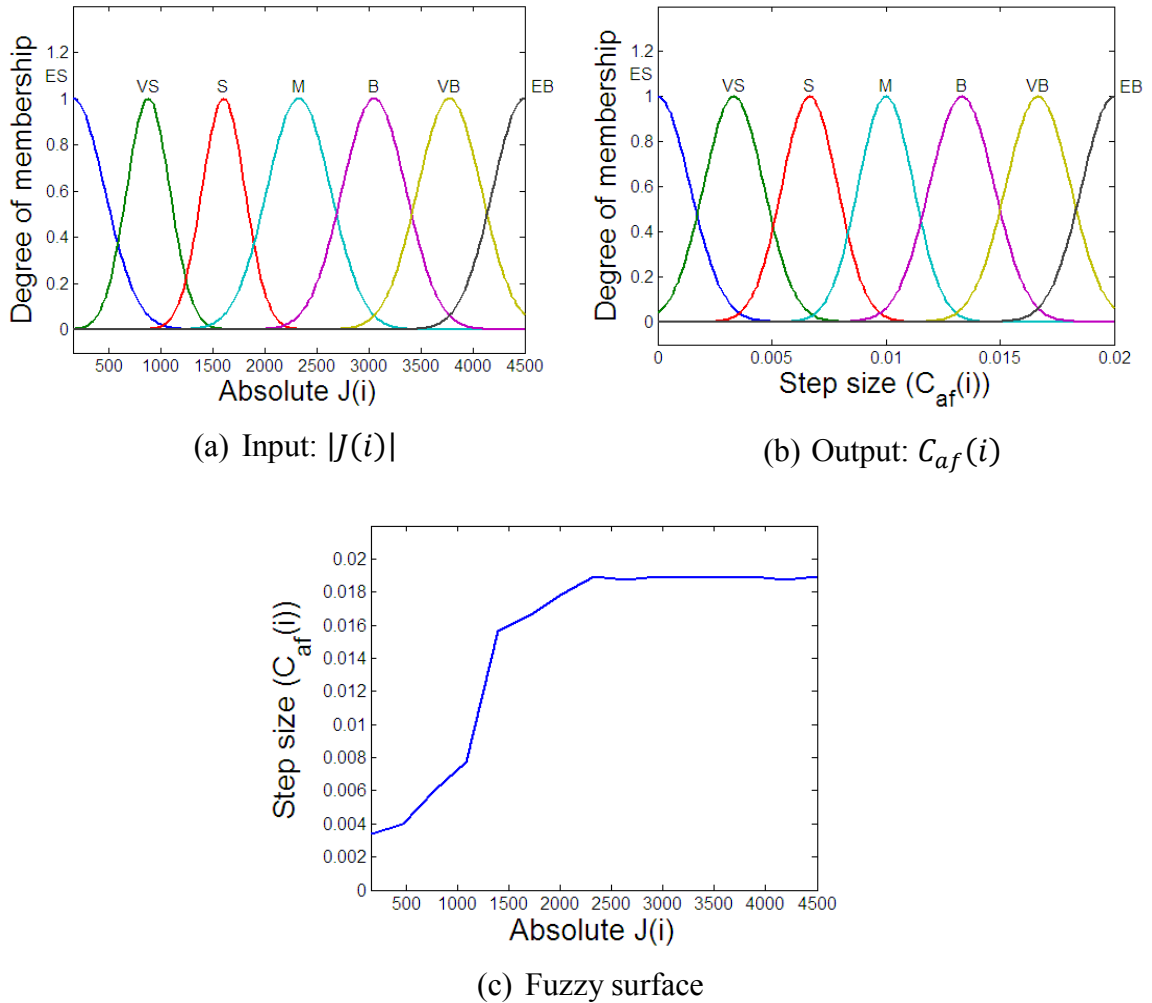 Degree of membership
1.2
1
0.8
0.6
0.4
0.2
0
ES
VS
S
M
B
VB
EB
500 1000 1500 2000 2500 3000 3500 4000 4500
Absolute J(i)
(a) Input: |J(i)|
Degree of membership
1.2
1
0.8
0.6
0.4
0.2
0
ES
VS
S
M
B
VB
EB
0 0.005 0.01 0.015 0.02
Step size (C_af(i))
(b) Output: C_af(i)
Step size (C_af(i))
0.02
0.018
0.016
0.014
0.012
0.01
0.008
0.006
0.004
0.002
0
500 1000 1500 2000 2500 3000 3500 4000 4500
Absolute J(i)
(c) Fuzzy surface